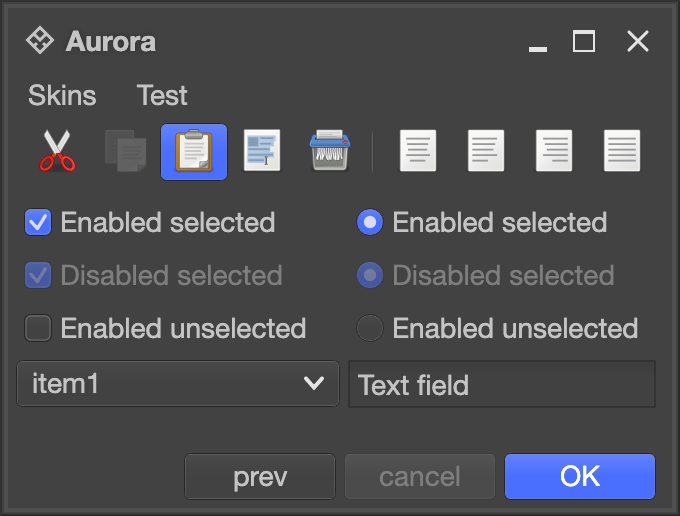 Aurora
Skins Test
Enabled selected Enabled selected
Disabled selected Disabled selected
Enabled unselected Enabled unselected
item1 Text field
prev cancel OK